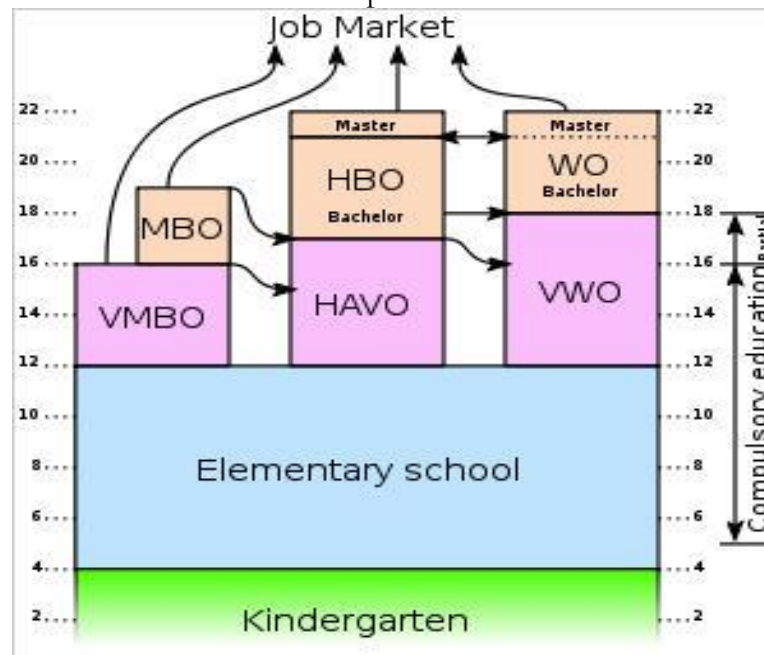 Job Market
22.... ....22
Master Master
20.... ....20
HBO WO
Bachelor
Bachelor
18.... ....18
MBO
16.... ....16
VMBO HAVO VWO
14.... ....14
12.... ....12
10.... ....10
Elementary school
8.... ....8
6.... ....6
4.... ....4
Kindergarten
2.... ....2
Compulsory education